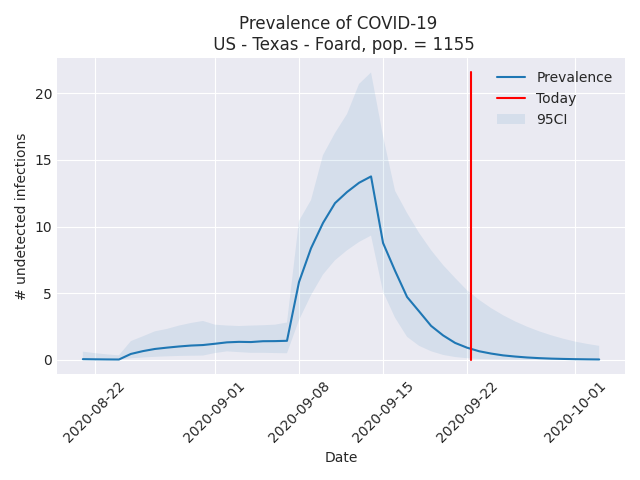 Prevalence of COVID-19
US - Texas - Foard, pop. = 1155
# undetected infections
20
15
10
5
0
Prevalence
Today
95CI
2020-08-22
2020-09-01
2020-09-08
2020-09-15
2020-09-22
2020-10-01
Date